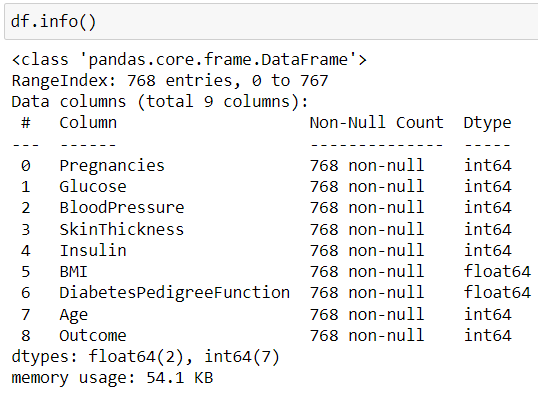 df.info()
<class 'pandas.core.frame.DataFrame'>
RangeIndex: 768 entries, 0 to 767
Data columns (total 9 columns):
 #   Column                    Non-Null Count  Dtype
---  ------                    --------------  -----
 0   Pregnancies               768 non-null    int64
 1   Glucose                   768 non-null    int64
 2   BloodPressure             768 non-null    int64
 3   SkinThickness             768 non-null    int64
 4   Insulin                   768 non-null    int64
 5   BMI                       768 non-null    float64
 6   DiabetesPedigreeFunction  768 non-null    float64
 7   Age                       768 non-null    int64
 8   Outcome                   768 non-null    int64
dtypes: float64(2), int64(7)
memory usage: 54.1 KB